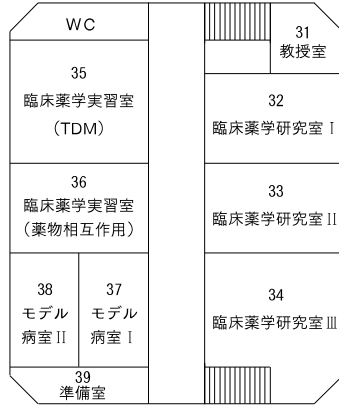 WC
31
教授室
35
臨床薬学実習室
（TDM）
32
臨床薬学研究室Ⅰ
36
臨床薬学実習室
（薬物相互作用）
33
臨床薬学研究室Ⅱ
38
モデル
病室Ⅱ
37
モデル
病室Ⅰ
34
臨床薬学研究室Ⅲ
39
準備室